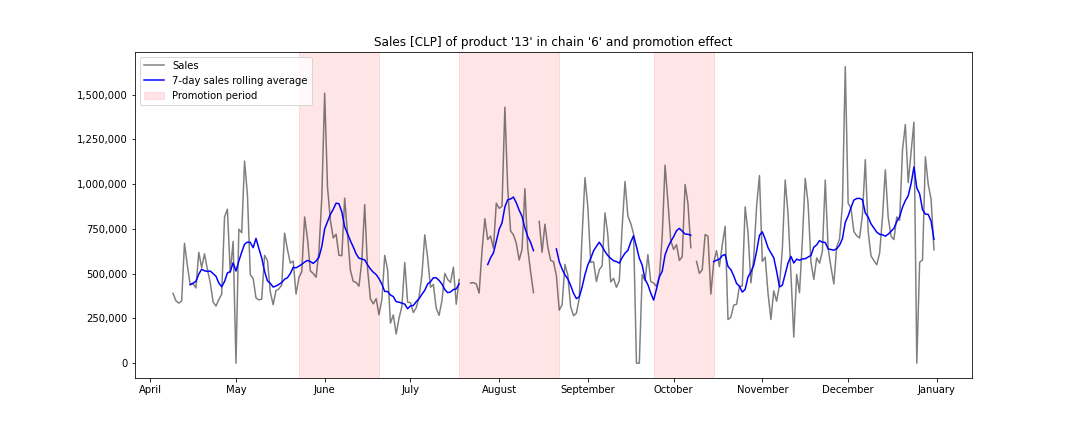 Sales [CLP] of product '13' in chain '6' and promotion effect
Sales
7-day sales rolling average
Promotion period
1,500,000
1,250,000
1,000,000
750,000
500,000
250,000
0
April May June July August September October November December January